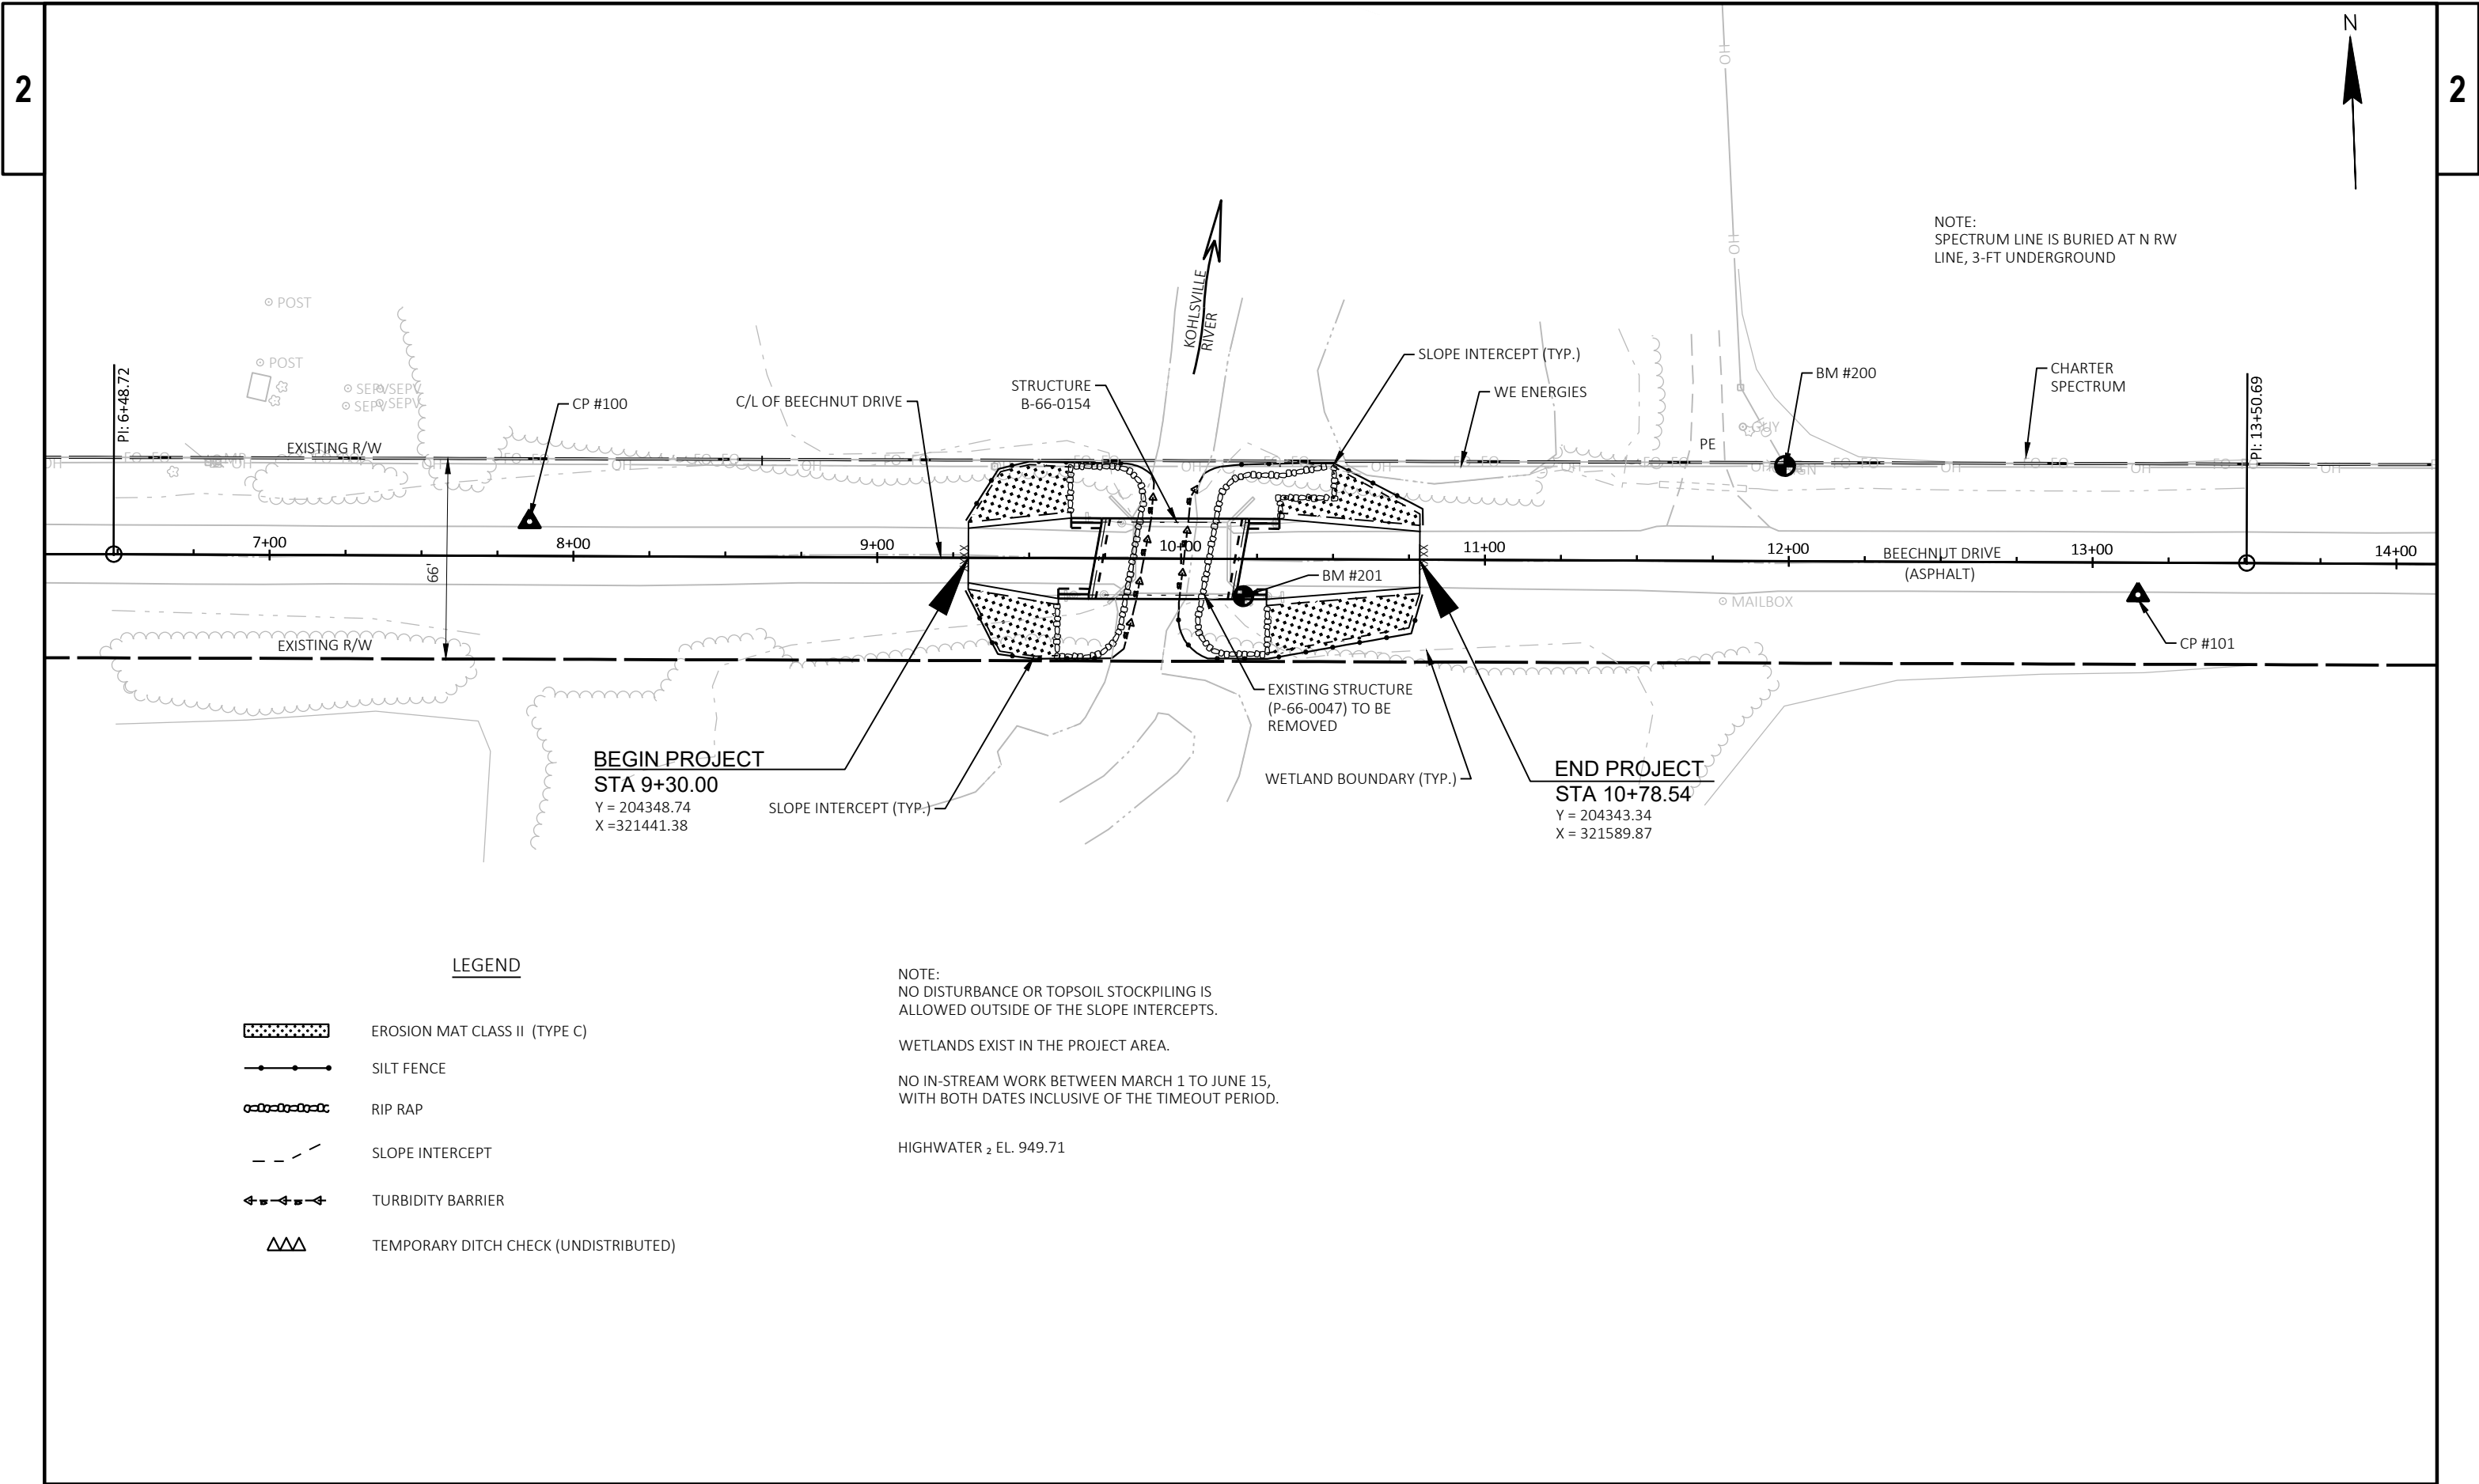 2
2
N
NOTE:
SPECTRUM LINE IS BURIED AT N RW
LINE, 3-FT UNDERGROUND
KOHLSVILLE
RIVER
OH
OH
POST
POST
SEPV
SEPV
SEPV
SEPV
PI: 6+48.72
CP #100
C/L OF BEECHNUT DRIVE
STRUCTURE
B-66-0154
SLOPE INTERCEPT (TYP.)
WE ENERGIES
BM #200
CHARTER
SPECTRUM
PI: 13+50.69
GUY
PE
EXISTING R/W
7+00
8+00
9+00
10+00
11+00
12+00
13+00
14+00
BEECHNUT DRIVE
(ASPHALT)
66'
BM #201
MAILBOX
CP #101
EXISTING R/W
EXISTING STRUCTURE
(P-66-0047) TO BE
REMOVED
WETLAND BOUNDARY (TYP.)
BEGIN PROJECT
STA 9+30.00
Y = 204348.74
X =321441.38
SLOPE INTERCEPT (TYP.)
END PROJECT
STA 10+78.54
Y = 204343.34
X = 321589.87
LEGEND
EROSION MAT CLASS II (TYPE C)
SILT FENCE
RIP RAP
SLOPE INTERCEPT
TURBIDITY BARRIER
TEMPORARY DITCH CHECK (UNDISTRIBUTED)
NOTE:
NO DISTURBANCE OR TOPSOIL STOCKPILING IS
ALLOWED OUTSIDE OF THE SLOPE INTERCEPTS.
WETLANDS EXIST IN THE PROJECT AREA.
NO IN-STREAM WORK BETWEEN MARCH 1 TO JUNE 15,
WITH BOTH DATES INCLUSIVE OF THE TIMEOUT PERIOD.
HIGHWATER ₂ EL. 949.71